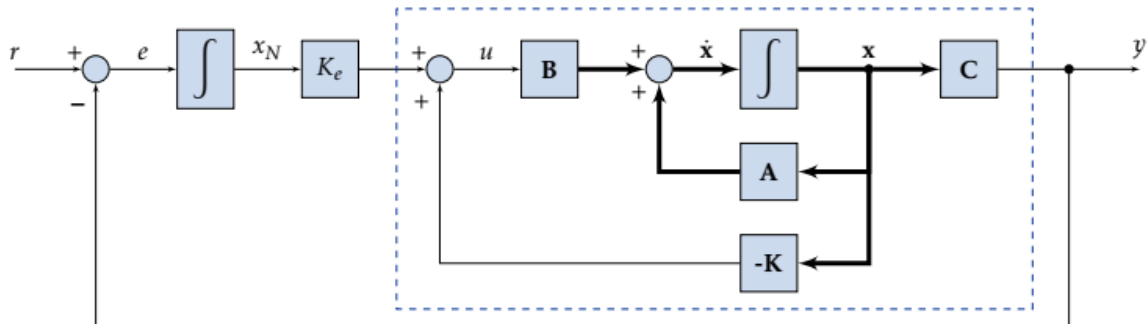 r + e ∫ x_N K_e + u B + ẋ ∫ x C y
− + +
A
-K